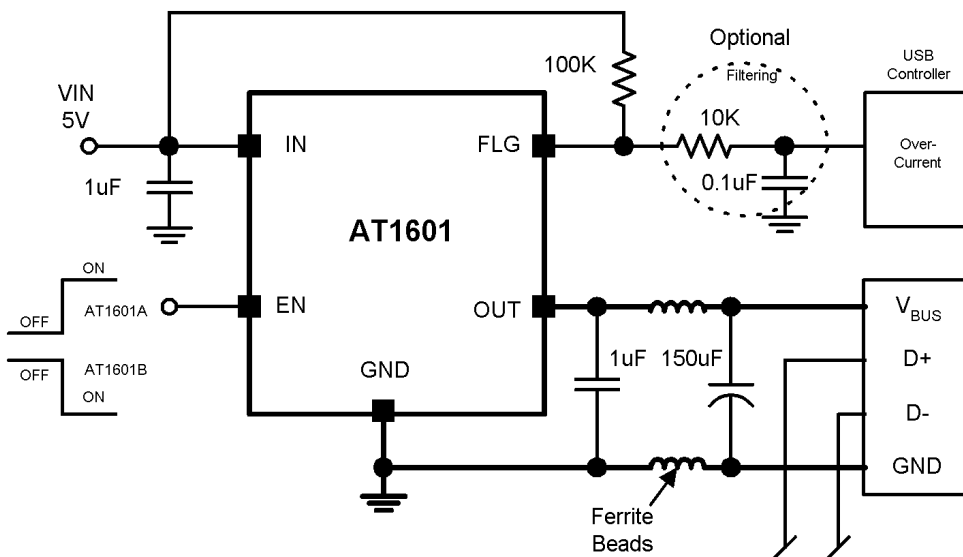 Optional
Filtering
USB
Controller
100K
10K
VIN
5V
IN
FLG
Over-
Current
1uF
0.1uF
AT1601
ON
OFF
AT1601A
EN
OUT
V BUS
OFF
AT1601B
ON
GND
1uF
150uF
D+
D-
GND
Ferrite
Beads